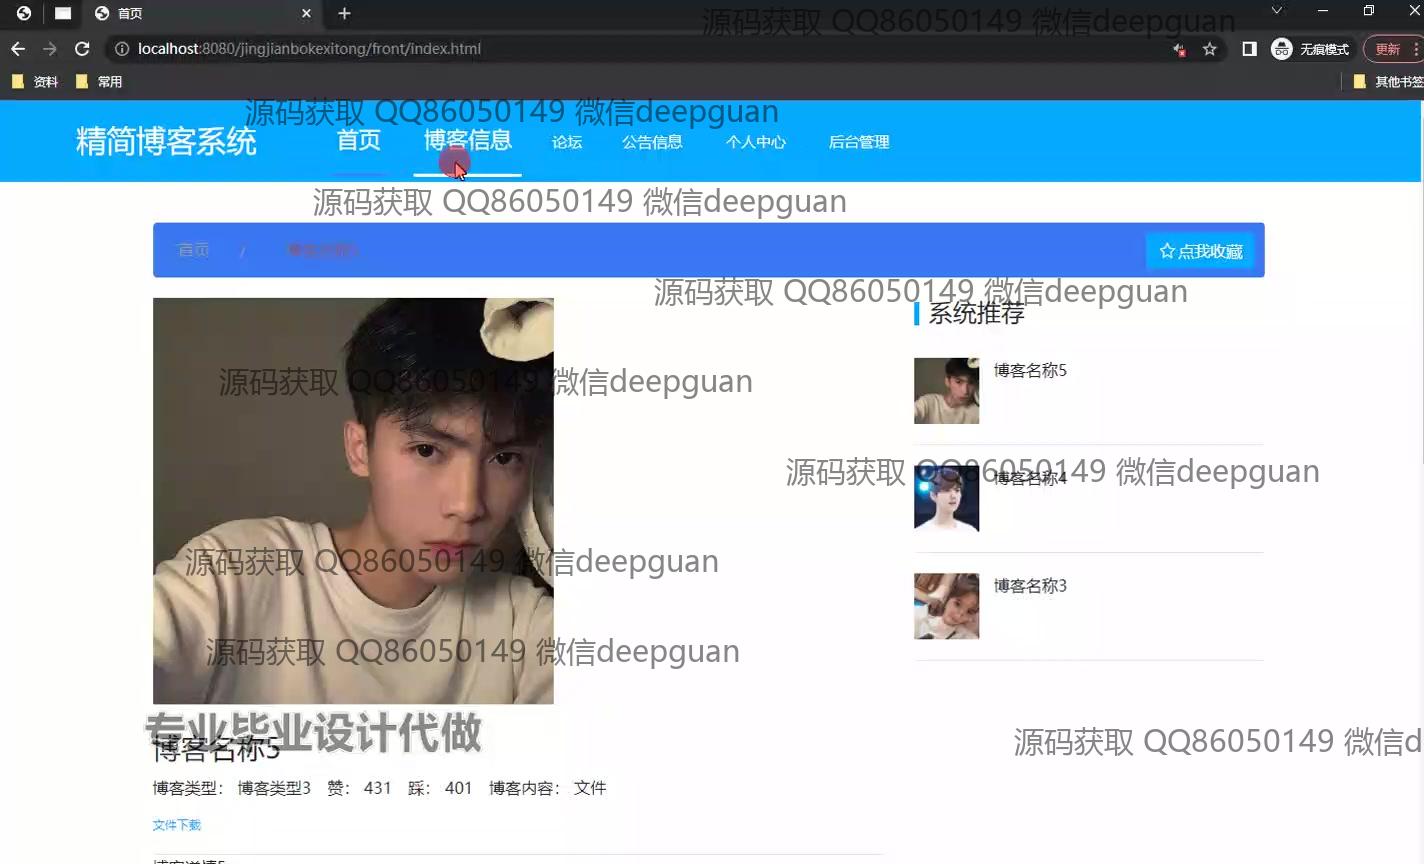 首页
localhost:8080/jingjianbokexitong/front/index.html
无痕模式
更新
资料
常用
其他书签
源码获取 QQ86050149 微信deepguan
源码获取 QQ86050149 微信deepguan
精简博客系统
首页
博客信息
论坛
公告信息
个人中心
后台管理
源码获取 QQ86050149 微信deepguan
首页 /
点我收藏
源码获取 QQ86050149 微信deepguan
系统推荐
博客名称5
源码获取 QQ86050149 微信deepguan
源码获取 QQ86050149 微信deepguan
博客名称4
源码获取 QQ86050149 微信deepguan
博客名称3
源码获取 QQ86050149 微信deepguan
专业毕业设计代做
源码获取 QQ86050149 微信d
博客名称5
博客类型： 博客类型3 赞： 431 踩： 401 博客内容： 文件
文件下载